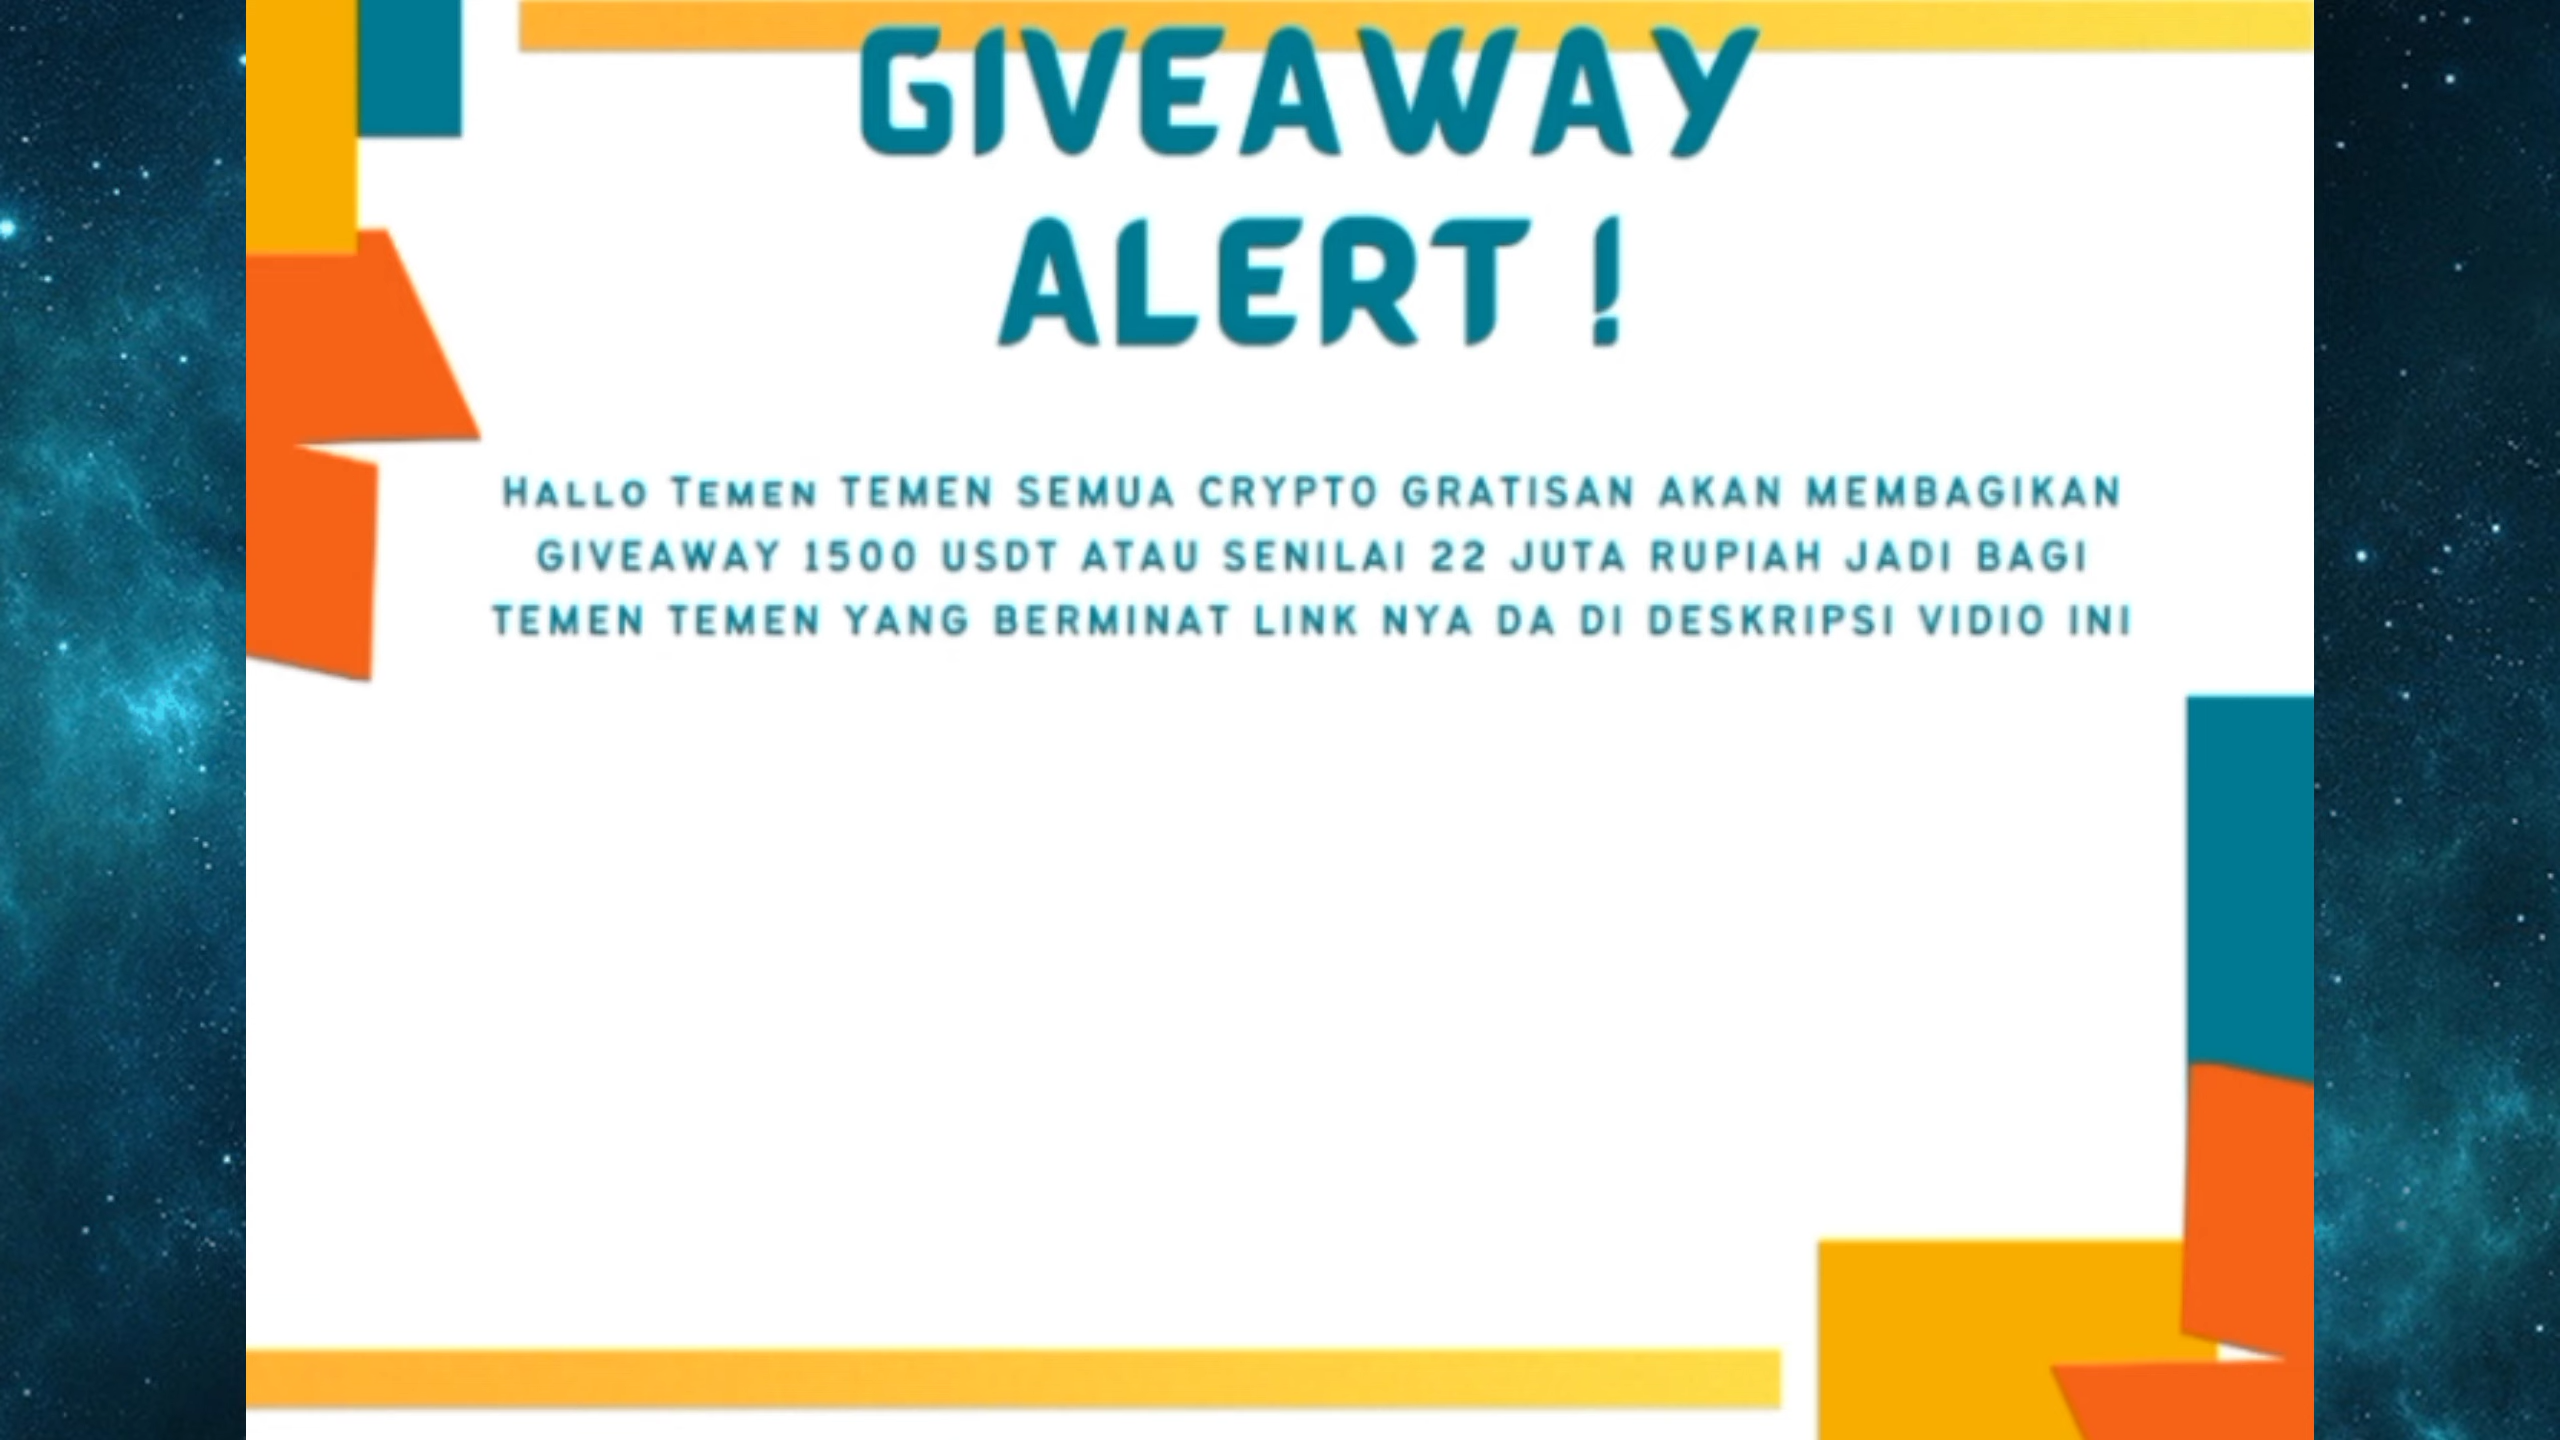 GIVEAWAY
ALERT !
HALLO TEMEN TEMEN SEMUA CRYPTO GRATISAN AKAN MEMBAGIKAN
GIVEAWAY 1500 USDT ATAU SENILAI 22 JUTA RUPIAH JADI BAGI
TEMEN TEMEN YANG BERMINAT LINK NYA DA DI DESKRIPSI VIDIO INI